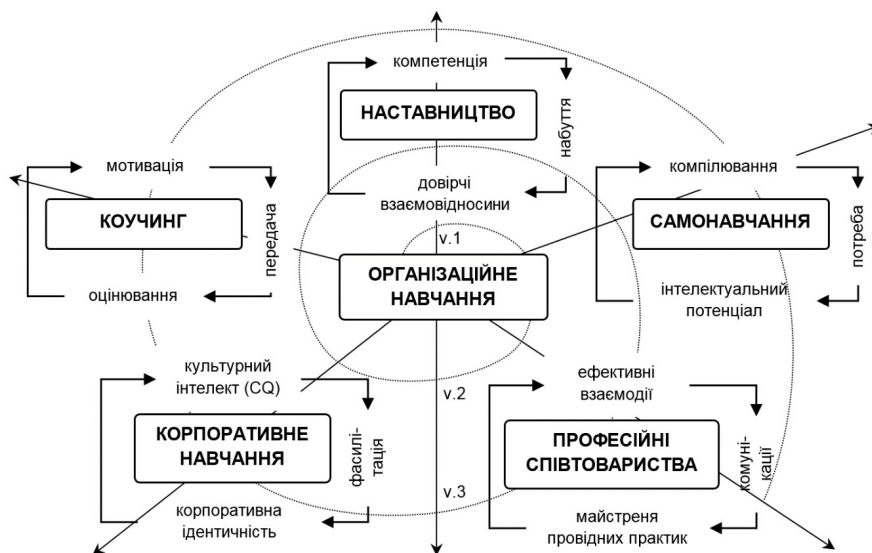 компетенція
НАСТАВНИЦТВО
набуття
довірчі
взаємовідносини
мотивація
КОУЧИНГ
передача
оцінювання
компілювання
САМОНАВЧАННЯ
потреба
інтелектуальний
потенціал
v.1
ОРГАНІЗАЦІЙНЕ
НАВЧАННЯ
v.2
v.3
культурний
інтелект (CQ)
КОРПОРАТИВНЕ
НАВЧАННЯ
фасилі-
тація
корпоративна
ідентичність
ефективні
взаємодії
ПРОФЕСІЙНІ
СПІВТОВАРИСТВА
комуні-
кації
майстреня
провідних практик